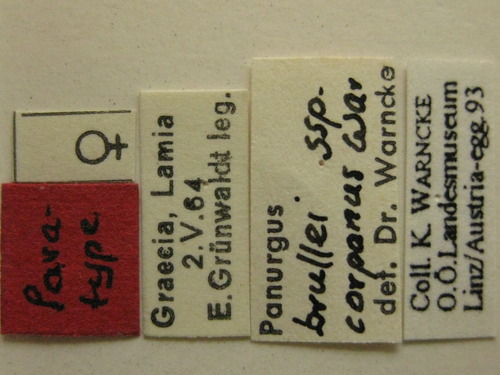 ♀
Para-
type
Graecia, Lamia
2.V.64
E. Grünwaldt leg.
Panurgus
brullei ssp.
corpanus War
det. Dr. Warncke
Coll. K. WARNCKE
O.Ö. Landesmuseum
Linz/Austria-egg.93